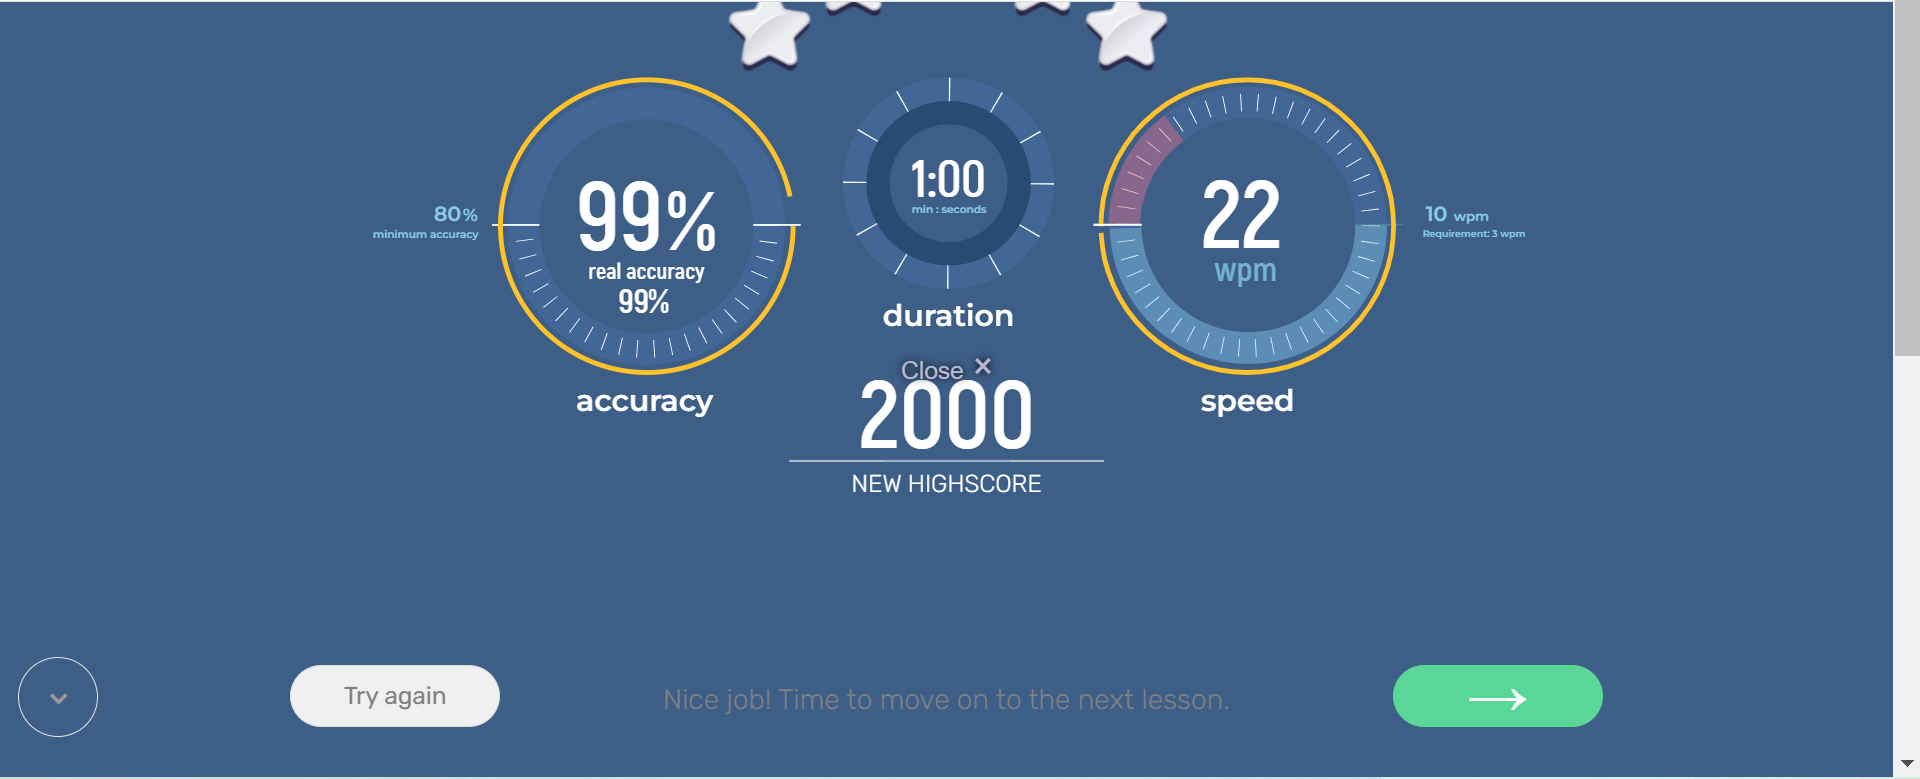 99%
real accuracy
99%
accuracy
80%
minimum accuracy
1:00
min : seconds
duration
22
wpm
speed
10 wpm
Requirement: 3 wpm
Close ×
2000
NEW HIGHSCORE
Try again
Nice job! Time to move on to the next lesson.